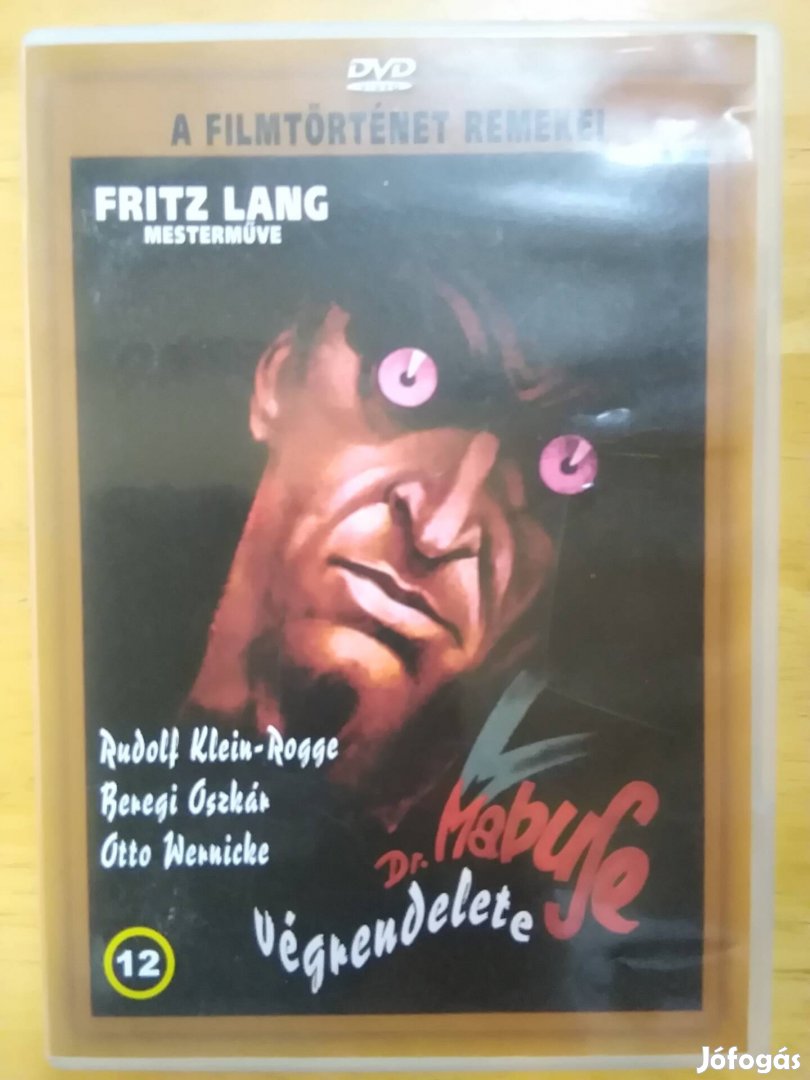 DVD
A FILMTÖRTÉNET REMEKEI
FRITZ LANG
MESTERMŰVE
Rudolf Klein-Rogge
Beregi Oszkár
Otto Wernicke
Dr. Mabuse
végrendelete
12
Jófogás